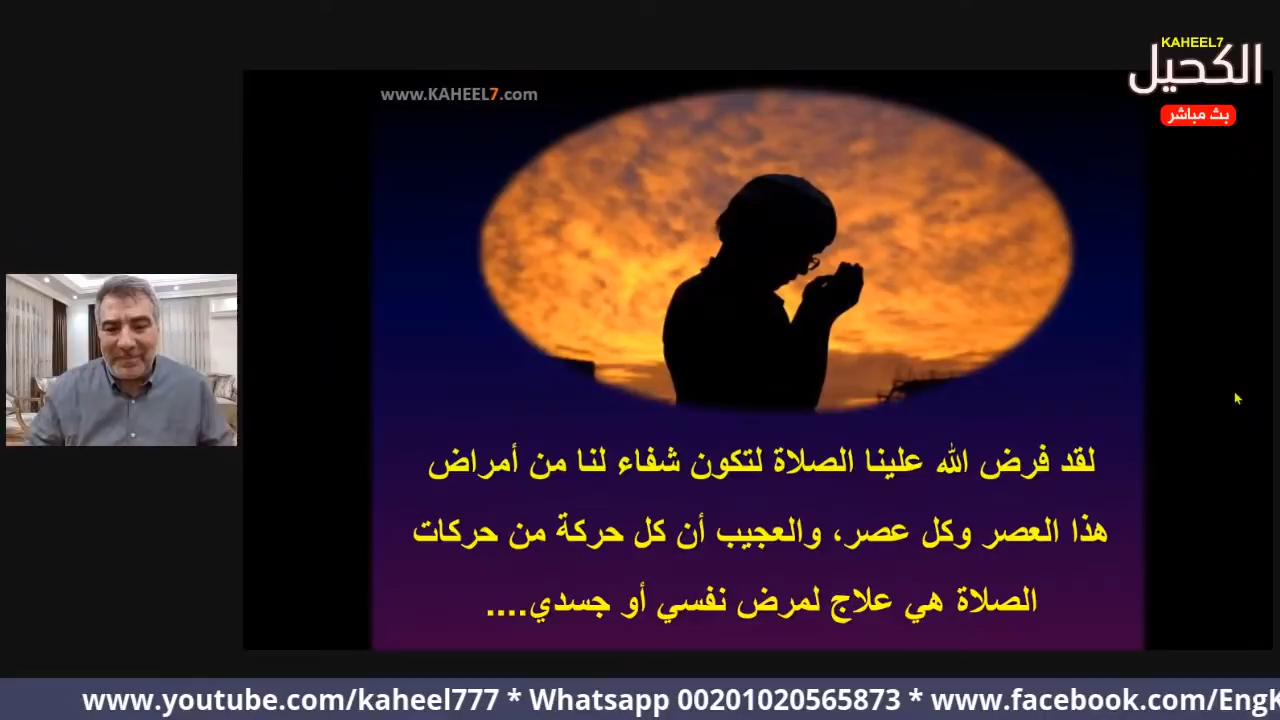 KAHEEL7
الكحيل
بث مباشر
www.KAHEEL7.com
لقد فرض الله علينا الصلاة لتكون شفاء لنا من أمراض
هذا العصر وكل عصر، والعجيب أن كل حركة من حركات
الصلاة هي علاج لمرض نفسي أو جسدي....
www.youtube.com/kaheel777 * Whatsapp 00201020565873 * www.facebook.com/EngK